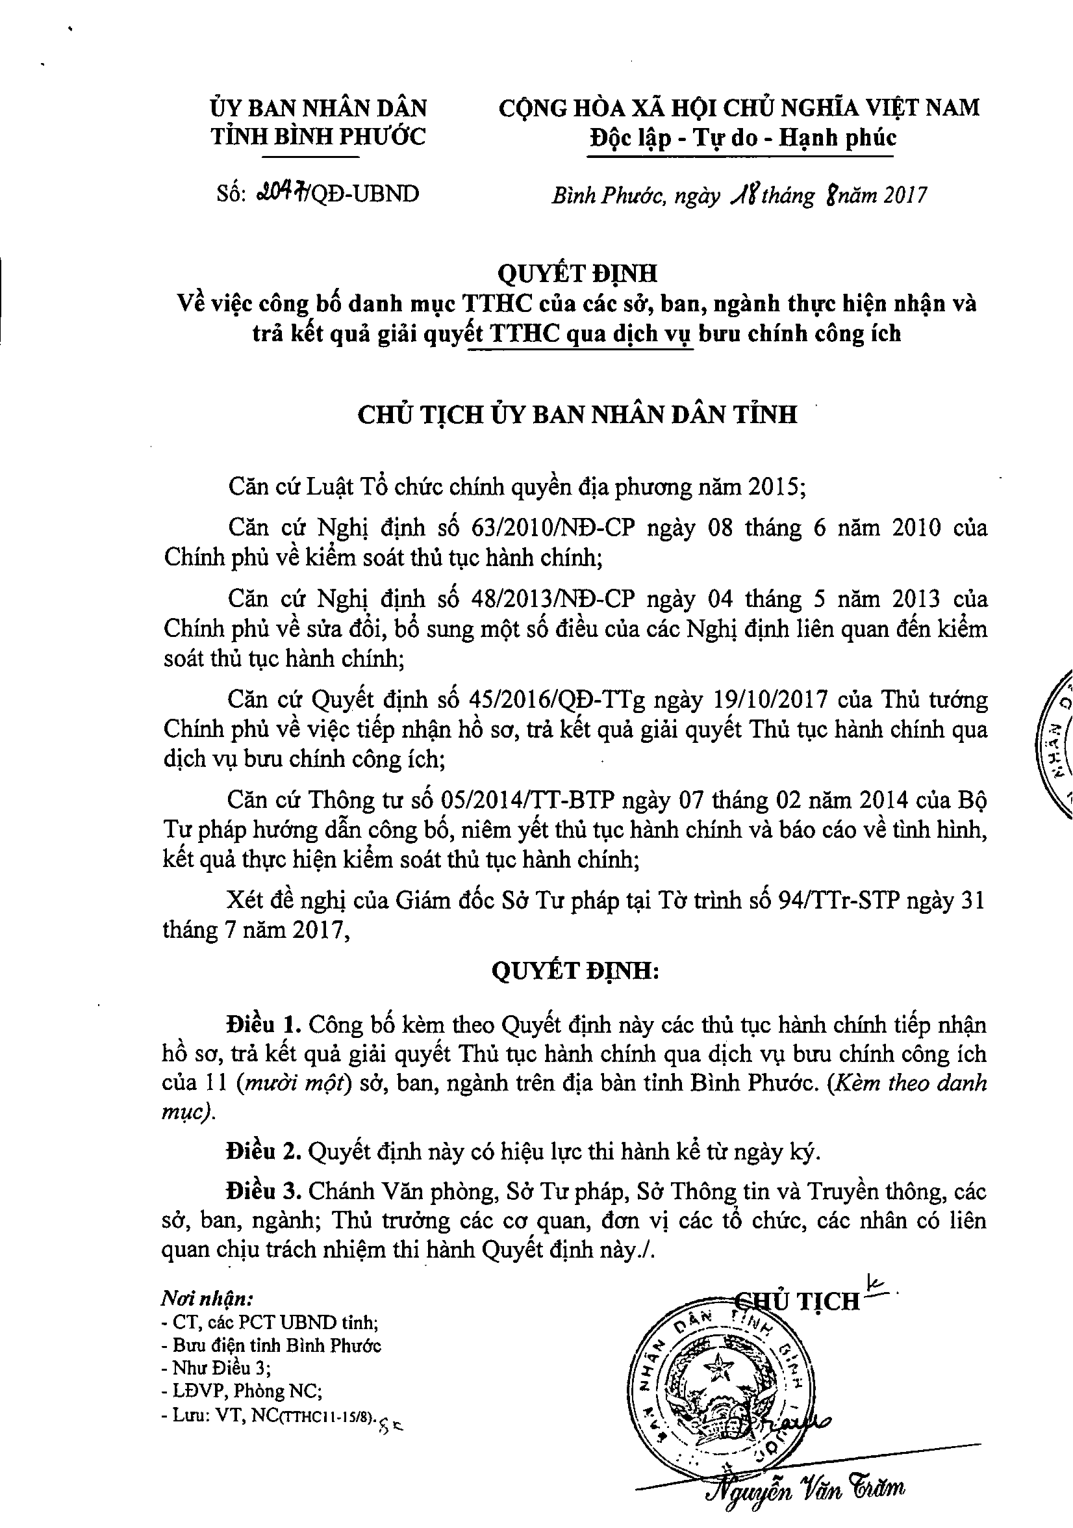 ỦY BAN NHÂN DÂN
TỈNH BÌNH PHƯỚC
CỘNG HÒA XÃ HỘI CHỦ NGHĨA VIỆT NAM
Độc lập - Tự do - Hạnh phúc
Số: 2047/QĐ-UBND
Bình Phước, ngày 18 tháng 8 năm 2017
QUYẾT ĐỊNH
Về việc công bố danh mục TTHC của các sở, ban, ngành thực hiện nhận và
trả kết quả giải quyết TTHC qua dịch vụ bưu chính công ích
CHỦ TỊCH ỦY BAN NHÂN DÂN TỈNH
Căn cứ Luật Tổ chức chính quyền địa phương năm 2015;
Căn cứ Nghị định số 63/2010/NĐ-CP ngày 08 tháng 6 năm 2010 của
Chính phủ về kiểm soát thủ tục hành chính;
Căn cứ Nghị định số 48/2013/NĐ-CP ngày 04 tháng 5 năm 2013 của
Chính phủ về sửa đổi, bổ sung một số điều của các Nghị định liên quan đến kiểm
soát thủ tục hành chính;
Căn cứ Quyết định số 45/2016/QĐ-TTg ngày 19/10/2017 của Thủ tướng
Chính phủ về việc tiếp nhận hồ sơ, trả kết quả giải quyết Thủ tục hành chính qua
dịch vụ bưu chính công ích;
Căn cứ Thông tư số 05/2014/TT-BTP ngày 07 tháng 02 năm 2014 của Bộ
Tư pháp hướng dẫn công bố, niêm yết thủ tục hành chính và báo cáo về tình hình,
kết quả thực hiện kiểm soát thủ tục hành chính;
Xét đề nghị của Giám đốc Sở Tư pháp tại Tờ trình số 94/TTr-STP ngày 31
tháng 7 năm 2017,
QUYẾT ĐỊNH:
Điều 1. Công bố kèm theo Quyết định này các thủ tục hành chính tiếp nhận
hồ sơ, trả kết quả giải quyết Thủ tục hành chính qua dịch vụ bưu chính công ích
của 11 (mười một) sở, ban, ngành trên địa bàn tỉnh Bình Phước. (Kèm theo danh
mục).
Điều 2. Quyết định này có hiệu lực thi hành kể từ ngày ký.
Điều 3. Chánh Văn phòng, Sở Tư pháp, Sở Thông tin và Truyền thông, các
sở, ban, ngành; Thủ trưởng các cơ quan, đơn vị các tổ chức, các nhân có liên
quan chịu trách nhiệm thi hành Quyết định này./.
Nơi nhận:
- CT, các PCT UBND tỉnh;
- Bưu điện tỉnh Bình Phước
- Như Điều 3;
- LĐVP, Phòng NC;
- Lưu: VT, NC(TTHC11-15/8).
CHỦ TỊCH
BAN NHÂN DÂN TỈNH BÌNH PHƯỚC
Nguyễn Văn Trăm
NHÂN DÂN